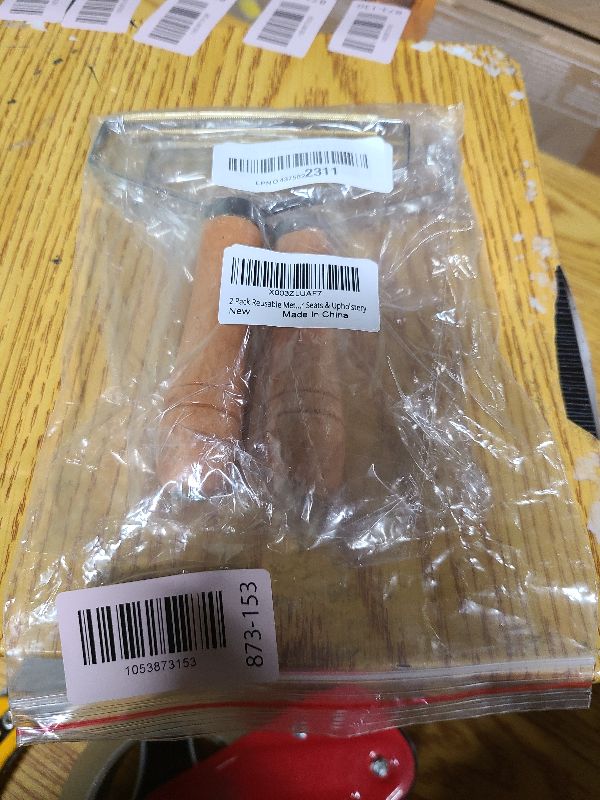 2311
X003ZLUAF7
2 Pack Reusable Met...r Seats & Upholstery
New Made In China
1053873153
873-153